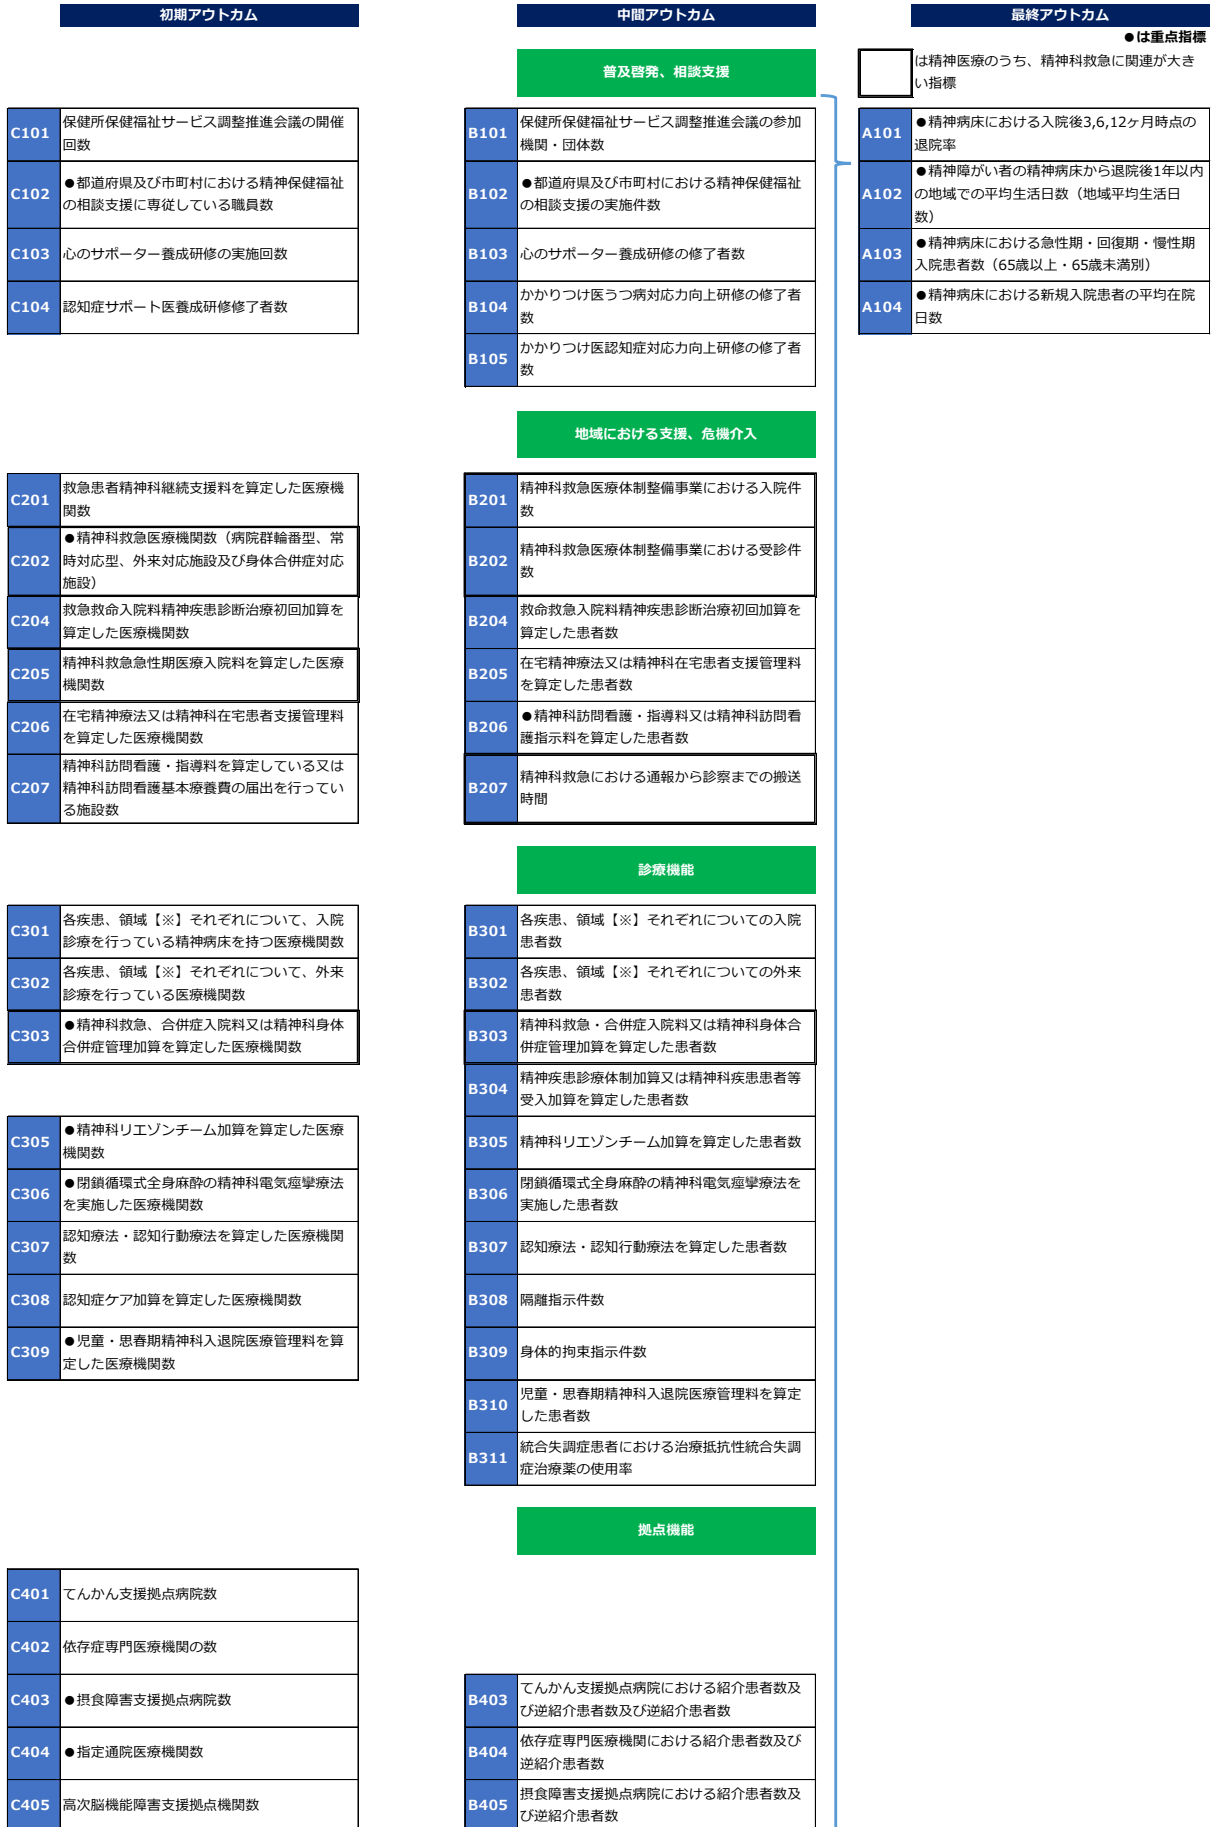 初期アウトカム
中間アウトカム
最終アウトカム
●は重点指標
普及啓発、相談支援
は精神医療のうち、精神科救急に関連が大き
い指標
C101
保健所保健福祉サービス調整推進会議の開催
回数
B101
保健所保健福祉サービス調整推進会議の参加
機関・団体数
A101
●精神病床における入院後3,6,12ヶ月時点の
退院率
C102
●都道府県及び市町村における精神保健福祉
の相談支援に専従している職員数
B102
●都道府県及び市町村における精神保健福祉
の相談支援の実施件数
A102
●精神障がい者の精神病床から退院後1年以内
の地域での平均生活日数（地域平均生活日
数）
C103
心のサポーター養成研修の実施回数
B103
心のサポーター養成研修の修了者数
A103
●精神病床における急性期・回復期・慢性期
入院患者数（65歳以上・65歳未満別）
C104
認知症サポート医養成研修修了者数
B104
かかりつけ医うつ病対応力向上研修の修了者
数
A104
●精神病床における新規入院患者の平均在院
日数
B105
かかりつけ医認知症対応力向上研修の修了者
数
地域における支援、危機介入
C201
救急患者精神科継続支援料を算定した医療機
関数
B201
精神科救急医療体制整備事業における入院件
数
C202
●精神科救急医療機関数（病院群輪番型、常
時対応型、外来対応施設及び身体合併症対応
施設）
B202
精神科救急医療体制整備事業における受診件
数
C204
救急救命入院料精神疾患診断治療初回加算を
算定した医療機関数
B204
救命救急入院料精神疾患診断治療初回加算を
算定した患者数
C205
精神科救急急性期医療入院料を算定した医療
機関数
B205
在宅精神療法又は精神科在宅患者支援管理料
を算定した患者数
C206
在宅精神療法又は精神科在宅患者支援管理料
を算定した医療機関数
B206
●精神科訪問看護・指導料又は精神科訪問看
護指示料を算定した患者数
C207
精神科訪問看護・指導料を算定している又は
精神科訪問看護基本療養費の届出を行ってい
る施設数
B207
精神科救急における通報から診察までの搬送
時間
診療機能
C301
各疾患、領域【※】それぞれについて、入院
診療を行っている精神病床を持つ医療機関数
B301
各疾患、領域【※】それぞれについての入院
患者数
C302
各疾患、領域【※】それぞれについて、外来
診療を行っている医療機関数
B302
各疾患、領域【※】それぞれについての外来
患者数
C303
●精神科救急、合併症入院料又は精神科身体
合併症管理加算を算定した医療機関数
B303
精神科救急・合併症入院料又は精神科身体合
併症管理加算を算定した患者数
B304
精神疾患診療体制加算又は精神科疾患患者等
受入加算を算定した患者数
C305
●精神科リエゾンチーム加算を算定した医療
機関数
B305
精神科リエゾンチーム加算を算定した患者数
C306
●閉鎖循環式全身麻酔の精神科電気痙攣療法
を実施した医療機関数
B306
閉鎖循環式全身麻酔の精神科電気痙攣療法を
実施した患者数
C307
認知療法・認知行動療法を算定した医療機関
数
B307
認知療法・認知行動療法を算定した患者数
C308
認知症ケア加算を算定した医療機関数
B308
隔離指示件数
C309
●児童・思春期精神科入退院医療管理料を算
定した医療機関数
B309
身体的拘束指示件数
B310
児童・思春期精神科入退院医療管理料を算定
した患者数
B311
統合失調症患者における治療抵抗性統合失調
症治療薬の使用率
拠点機能
C401
てんかん支援拠点病院数
C402
依存症専門医療機関の数
C403
●摂食障害支援拠点病院数
B403
てんかん支援拠点病院における紹介患者数及
び逆紹介患者数及び逆紹介患者数
C404
●指定通院医療機関数
B404
依存症専門医療機関における紹介患者数及び
逆紹介患者数
C405
高次脳機能障害支援拠点機関数
B405
摂食障害支援拠点病院における紹介患者数及
び逆紹介患者数